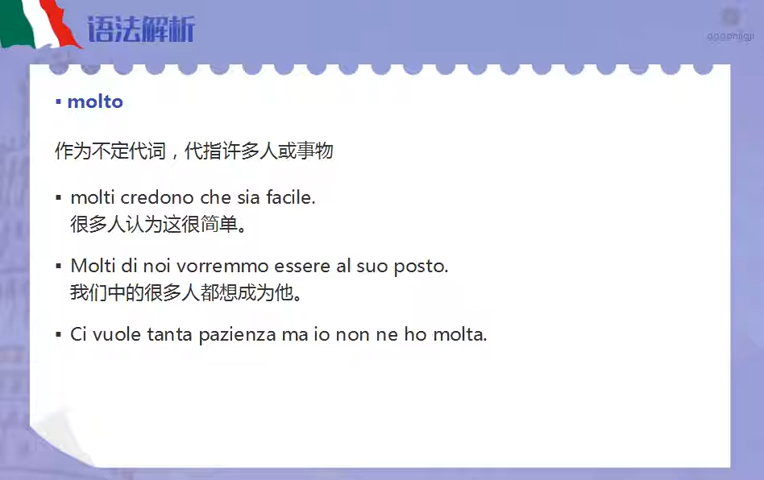 语法解析
▪ molto
作为不定代词，代指许多人或事物
▪ molti credono che sia facile.
很多人认为这很简单。
▪ Molti di noi vorremmo essere al suo posto.
我们中的很多人都想成为他。
▪ Ci vuole tanta pazienza ma io non ne ho molta.